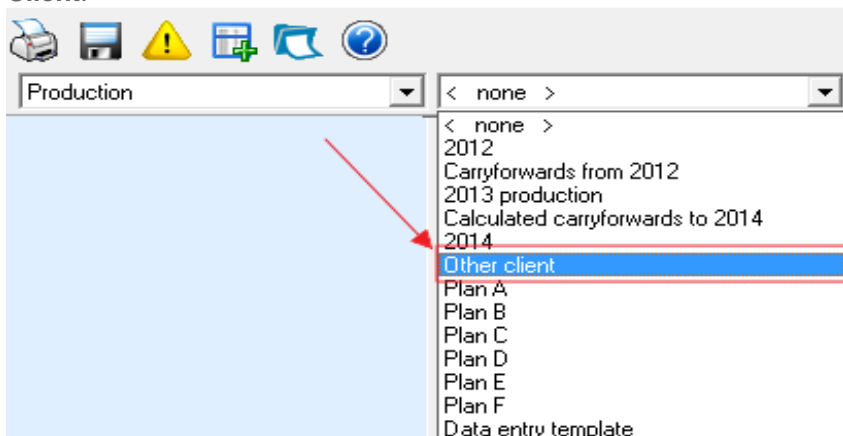 Client.
Production
< none >
< none >
2012
Carryforwards from 2012
2013 production
Calculated carryforwards to 2014
2014
Other client
Plan A
Plan B
Plan C
Plan D
Plan E
Plan F
Data entry template